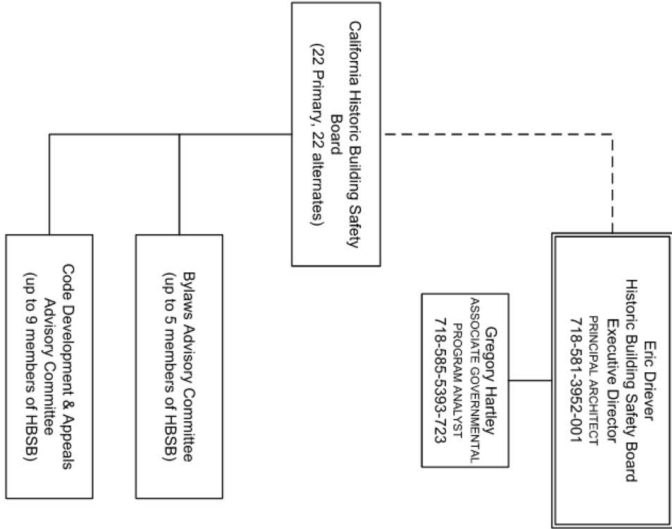 Eric Driever
Historic Building Safety Board
Executive Director
PRINCIPAL ARCHITECT
718-581-3952-001
Gregory Hartley
ASSOCIATE GOVERNMENTAL
PROGRAM ANALYST
718-585-5393-723
California Historic Building Safety
Board
(22 Primary, 22 alternates)
Bylaws Advisory Committee
(up to 5 members of HBSB)
Code Development & Appeals
Advisory Committee
(up to 9 members of HBSB)